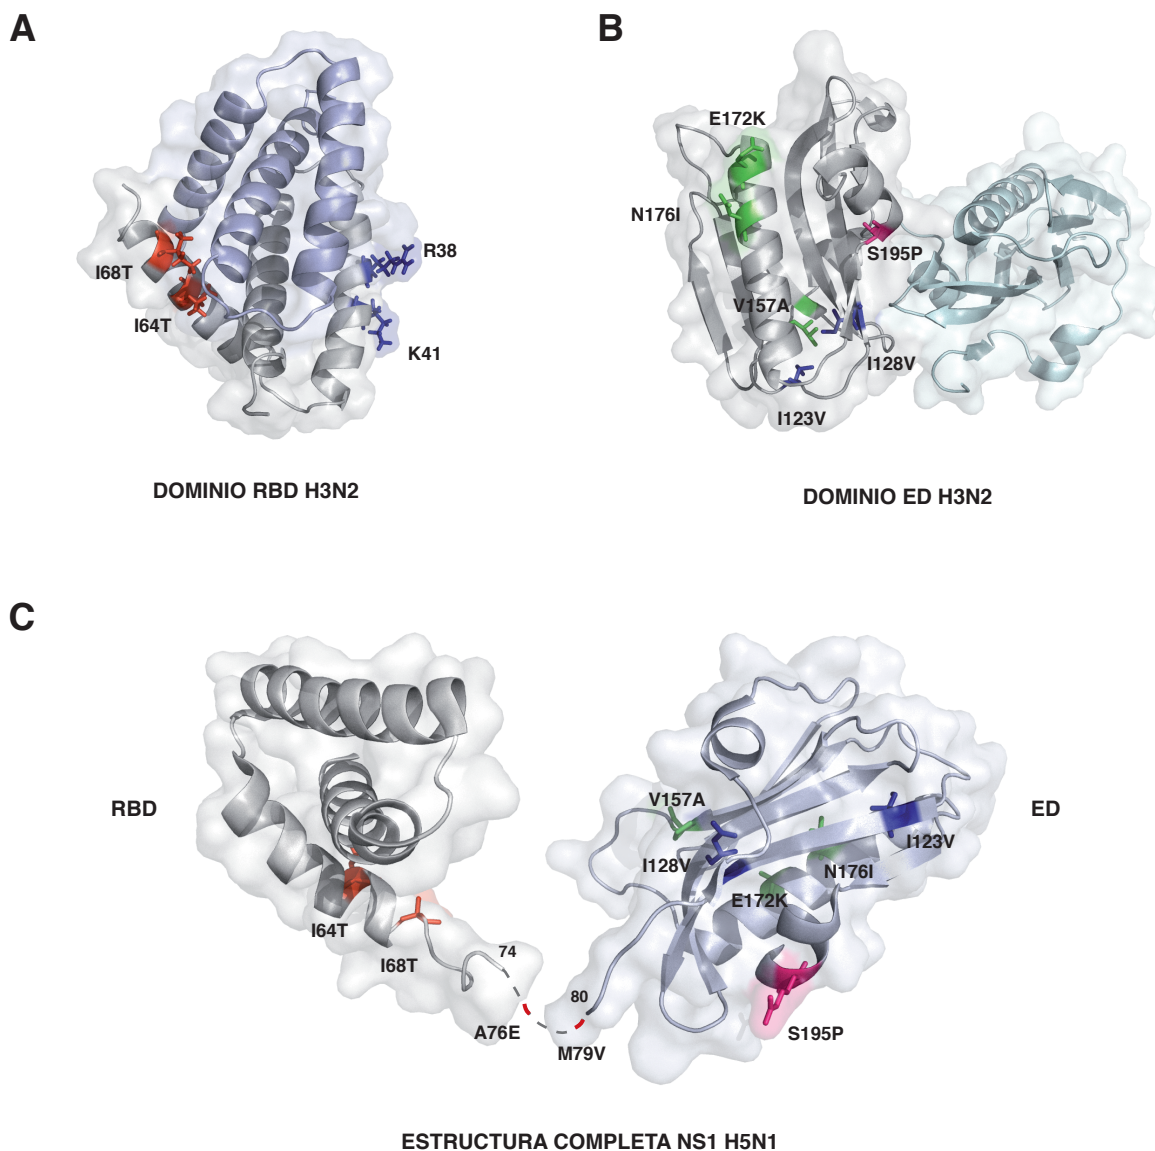 A
B
E172K
N176I
R38
S195P
I68T
V157A
I64T
K41
I128V
I123V
DOMINIO RBD H3N2
DOMINIO ED H3N2
C
RBD
V157A
ED
I123V
I128V
N176I
E172K
I64T
I68T
74
80
A76E
S195P
M79V
ESTRUCTURA COMPLETA NS1 H5N1